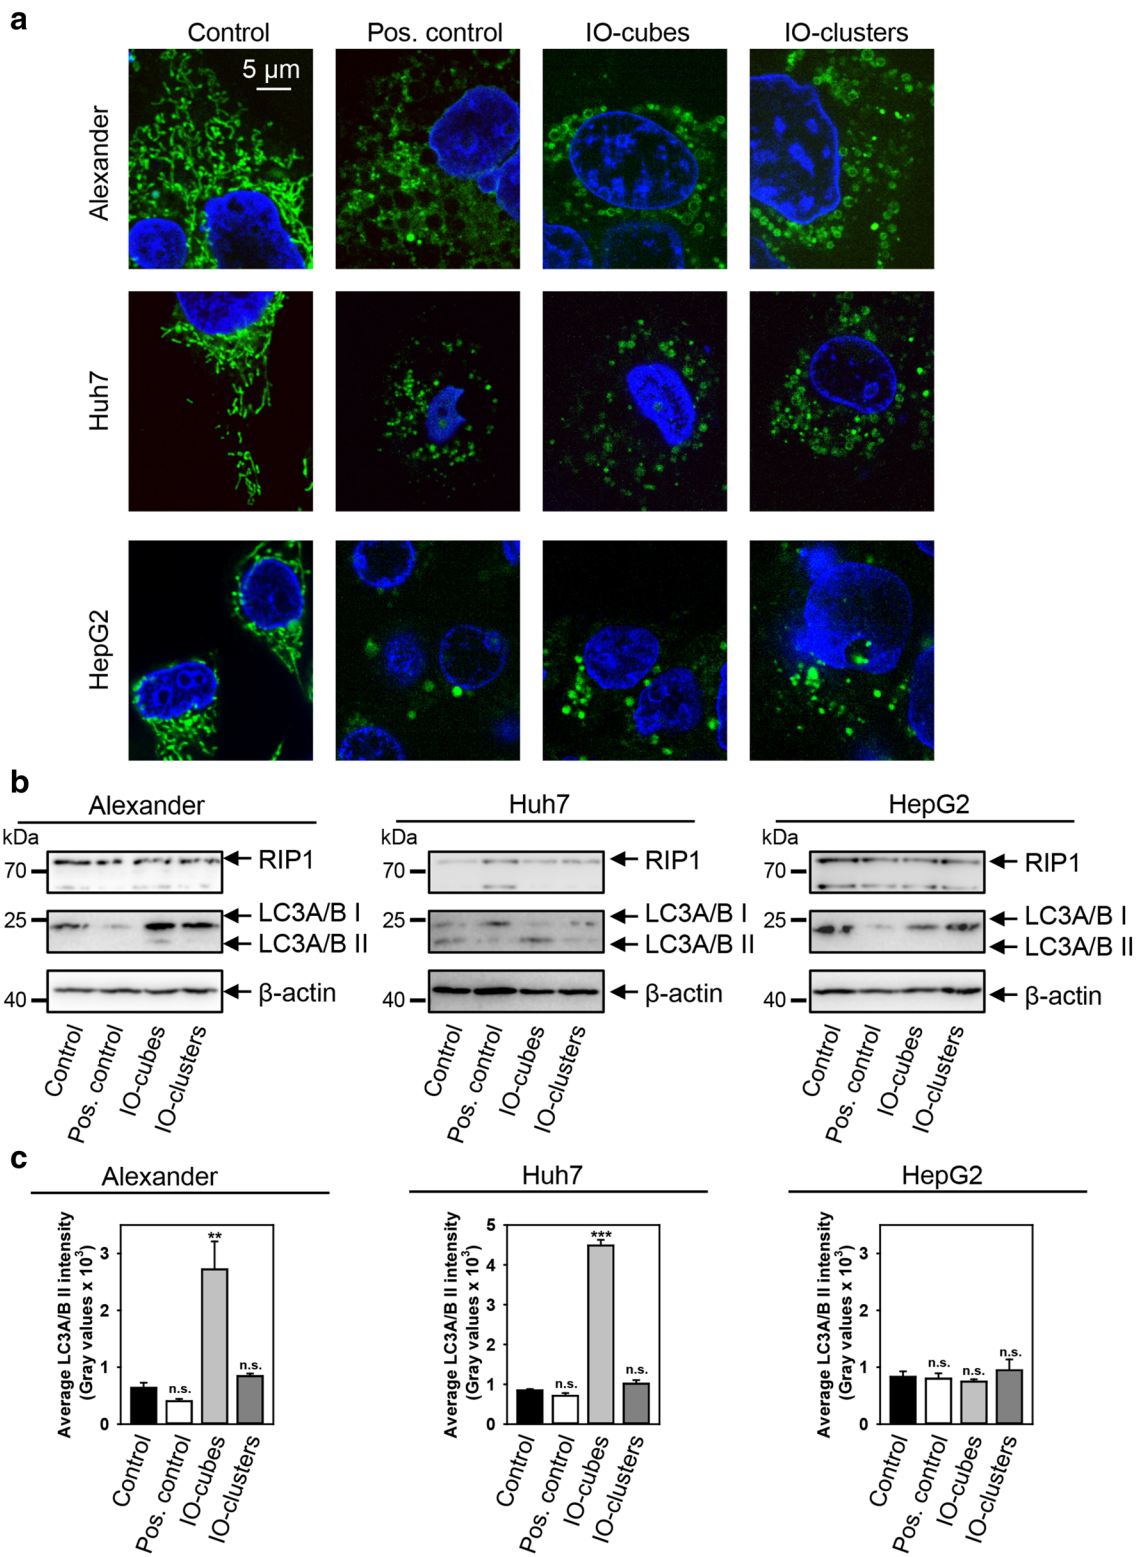 a
Control Pos. control IO-cubes IO-clusters
5 µm
Alexander
Huh7
HepG2
b
Alexander Huh7 HepG2
kDa
70
RIP1
25
LC3A/B I
LC3A/B II
40
β-actin
Control
Pos. control
IO-cubes
IO-clusters
70
RIP1
25
LC3A/B I
LC3A/B II
40
β-actin
Control
Pos. control
IO-cubes
IO-clusters
kDa
70
RIP1
25
LC3A/B I
LC3A/B II
40
β-actin
Control
Pos. control
IO-cubes
IO-clusters
c
Alexander
Average LC3A/B II intensity
(Gray values x 10³)
3
2
1
0
n.s.
**
n.s.
Control
Pos. control
IO-cubes
IO-clusters
Huh7
Average LC3A/B II intensity
(Gray values x 10³)
5
4
3
2
1
0
n.s.
***
n.s.
Control
Pos. control
IO-cubes
IO-clusters
HepG2
Average LC3A/B II intensity
(Gray values x 10³)
3
2
1
0
n.s.
n.s.
n.s.
Control
Pos. control
IO-cubes
IO-clusters